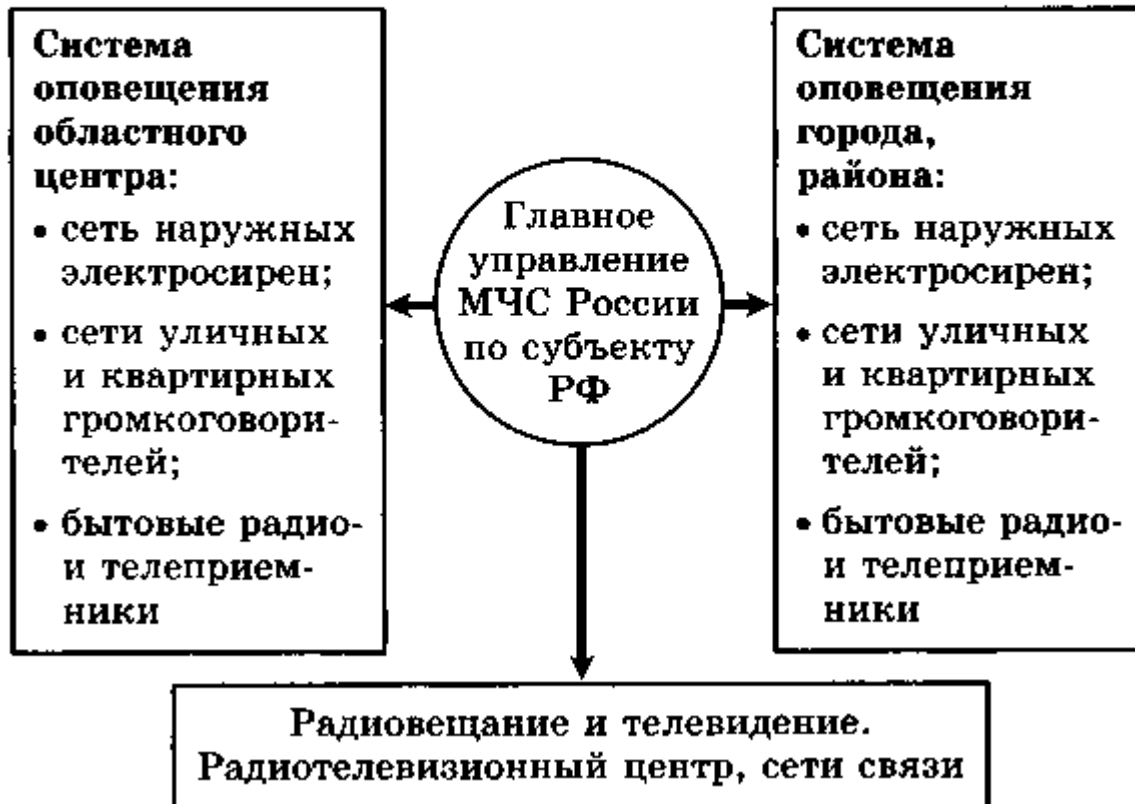 Система
оповещения
областного
центра:
• сеть наружных
электросирен;
• сети уличных
и квартирных
громкоговори-
телей;
• бытовые радио-
и телеприем-
ники
Главное
управление
МЧС России
по субъекту
РФ
Система
оповещения
города,
района:
• сеть наружных
электросирен;
• сети уличных
и квартирных
громкоговори-
телей;
• бытовые радио-
и телеприем-
ники
Радиовещание и телевидение.
Радиотелевизионный центр, сети связи